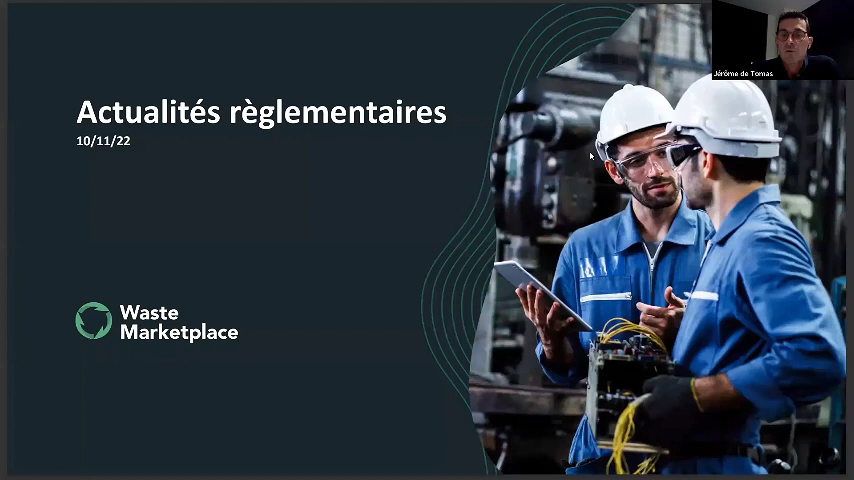 Jérôme de Tomas
Actualités règlementaires
10/11/22
Waste
Marketplace